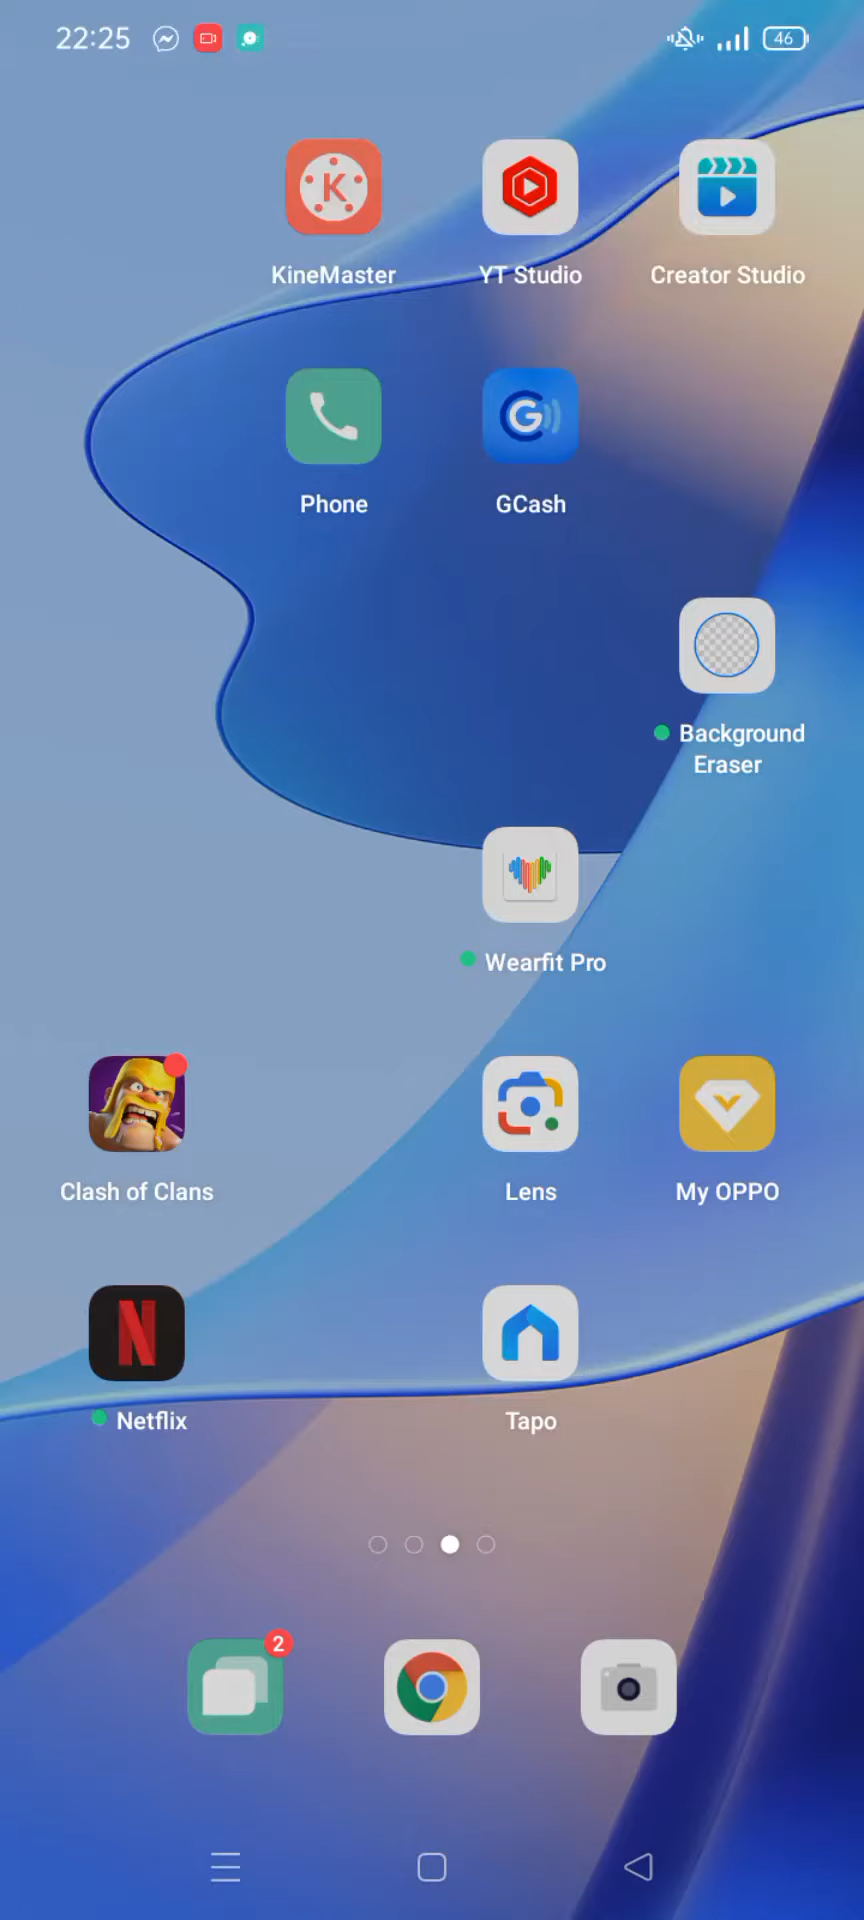 22:25
46
K
KineMaster
YT Studio
Creator Studio
G
Phone
GCash
Background
Eraser
Wearfit Pro
Clash of Clans
Lens
My OPPO
N
Netflix
Tapo
2